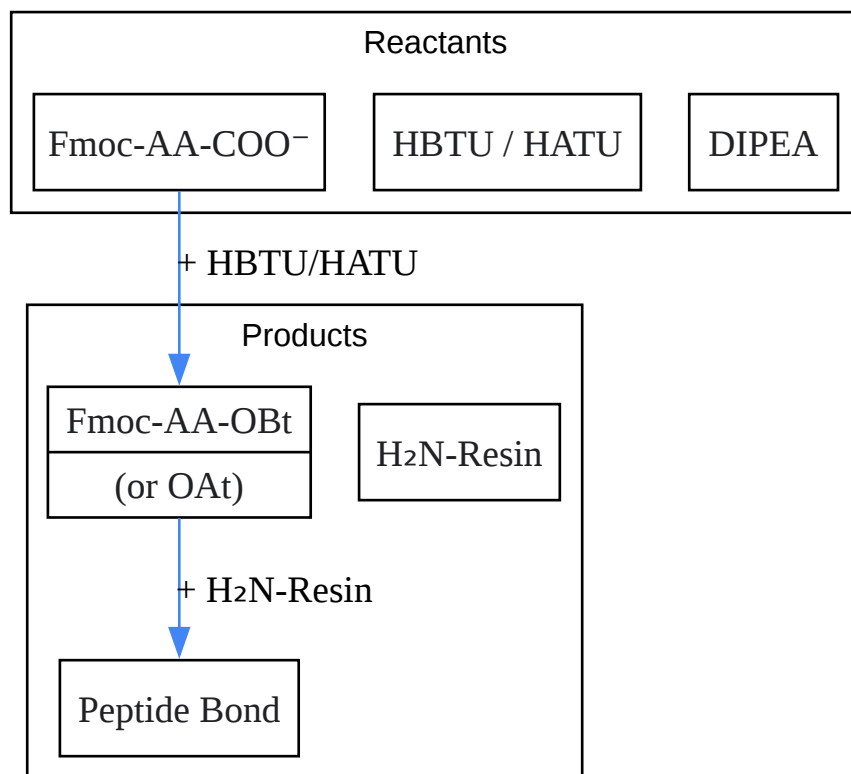 Reactants
Fmoc-AA-COO⁻
HBTU / HATU
DIPEA
+ HBTU/HATU
Products
Fmoc-AA-OBt
(or OAt)
H₂N-Resin
+ H₂N-Resin
Peptide Bond